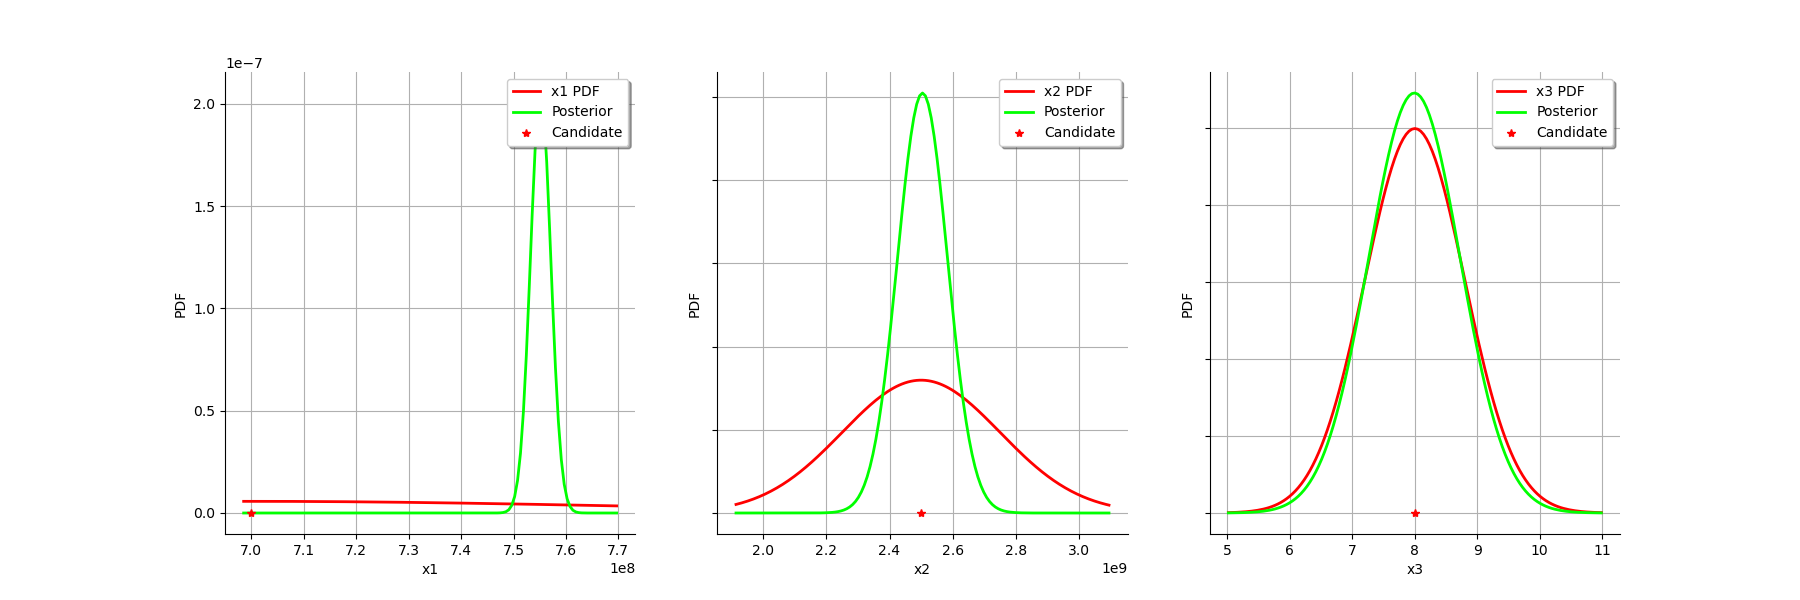 1e−7
x1 PDF
Posterior
Candidate
2.0
1.5
1.0
0.5
0.0
PDF
7.0 7.1 7.2 7.3 7.4 7.5 7.6 7.7
x1
1e8
x2 PDF
Posterior
Candidate
PDF
2.0 2.2 2.4 2.6 2.8 3.0
x2
1e9
x3 PDF
Posterior
Candidate
PDF
5 6 7 8 9 10 11
x3